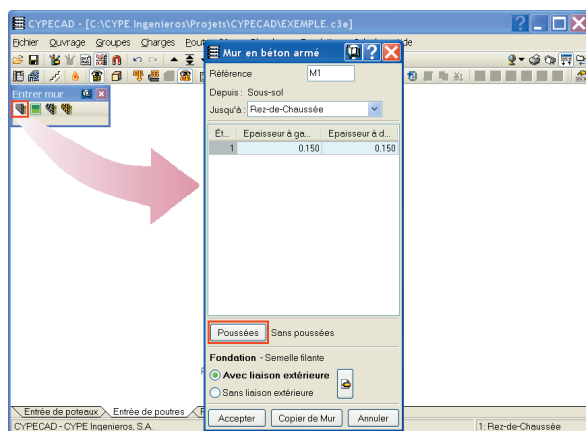 CYPECAD - [C:\CYPE Ingenieros\Projets\CYPECAD\EXEMPLE.c3e]
Fichier Ouvrage Groupes Charges
Entrer mur
Mur en béton armé
Référence M1
Depuis : Sous-sol
Jusqu'à : Rez-de-Chaussée
Ét... Epaisseur à ga... Epaisseur à d...
1 0.150 0.150
Poussées Sans poussées
Fondation - Semelle filante
Avec liaison extérieure
Sans liaison extérieure
Accepter Copier de Mur Annuler
Entrée de poteaux Entrée de poutres
CYPECAD - CYPE Ingenieros, S.A. 1: Rez-de-Chaussée